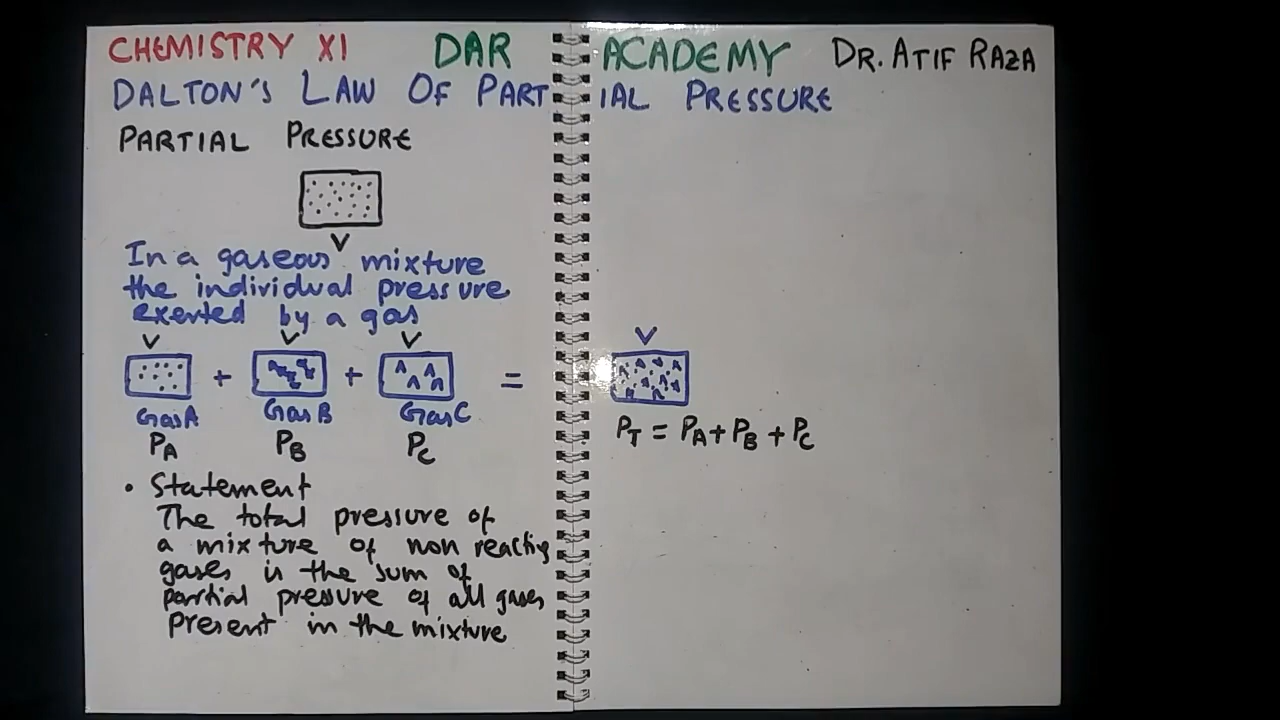 CHEMISTRY XI DAR ACADEMY DR. ATIF RAZA
DALTON'S LAW OF PARTIAL PRESSURE
PARTIAL PRESSURE
In a gaseous mixture
the individual pressure
exerted by a gas
+ + =
Gas A Gas B Gas C
PA PB PC PT = PA + PB + PC
• Statement
The total pressure of
a mixture of non reacting
gases is the sum of
partial pressure of all gases
Present in the mixture